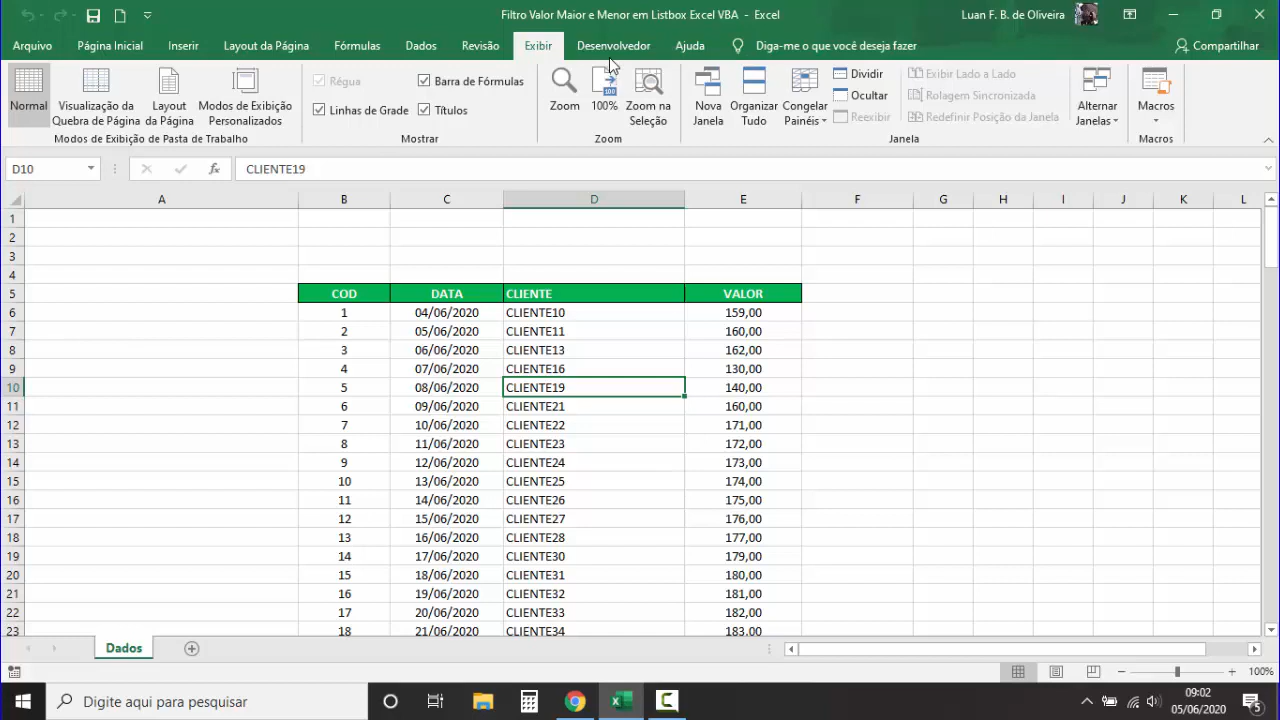 Filtro Valor Maior e Menor em Listbox Excel VBA - Excel
Luan F. B. de Oliveira
Arquivo Página Inicial Inserir Layout da Página Fórmulas Dados Revisão Exibir Desenvolvedor Ajuda Diga-me o que você deseja fazer Compartilhar
Normal
Visualização da Quebra de Página
Layout da Página
Modos de Exibição Personalizados
Modos de Exibição de Pasta de Trabalho
Régua
Barra de Fórmulas
Linhas de Grade
Títulos
Mostrar
Zoom
100%
Zoom na Seleção
Zoom
Nova Janela
Organizar Tudo
Congelar Painéis
Dividir
Ocultar
Reexibir
Exibir Lado a Lado
Rolagem Sincronizada
Redefinir Posição da Janela
Alternar Janelas
Janela
Macros
Macros
D10 fx CLIENTE19
A B C D E F G H I J K L
1
2
3
4
5 COD DATA CLIENTE VALOR
6 1 04/06/2020 CLIENTE10 159,00
7 2 05/06/2020 CLIENTE11 160,00
8 3 06/06/2020 CLIENTE13 162,00
9 4 07/06/2020 CLIENTE16 130,00
10 5 08/06/2020 CLIENTE19 140,00
11 6 09/06/2020 CLIENTE21 160,00
12 7 10/06/2020 CLIENTE22 171,00
13 8 11/06/2020 CLIENTE23 172,00
14 9 12/06/2020 CLIENTE24 173,00
15 10 13/06/2020 CLIENTE25 174,00
16 11 14/06/2020 CLIENTE26 175,00
17 12 15/06/2020 CLIENTE27 176,00
18 13 16/06/2020 CLIENTE28 177,00
19 14 17/06/2020 CLIENTE30 179,00
20 15 18/06/2020 CLIENTE31 180,00
21 16 19/06/2020 CLIENTE32 181,00
22 17 20/06/2020 CLIENTE33 182,00
23 18 21/06/2020 CLIENTE34 183,00
Dados
100%
Digite aqui para pesquisar
09:02
05/06/2020
5